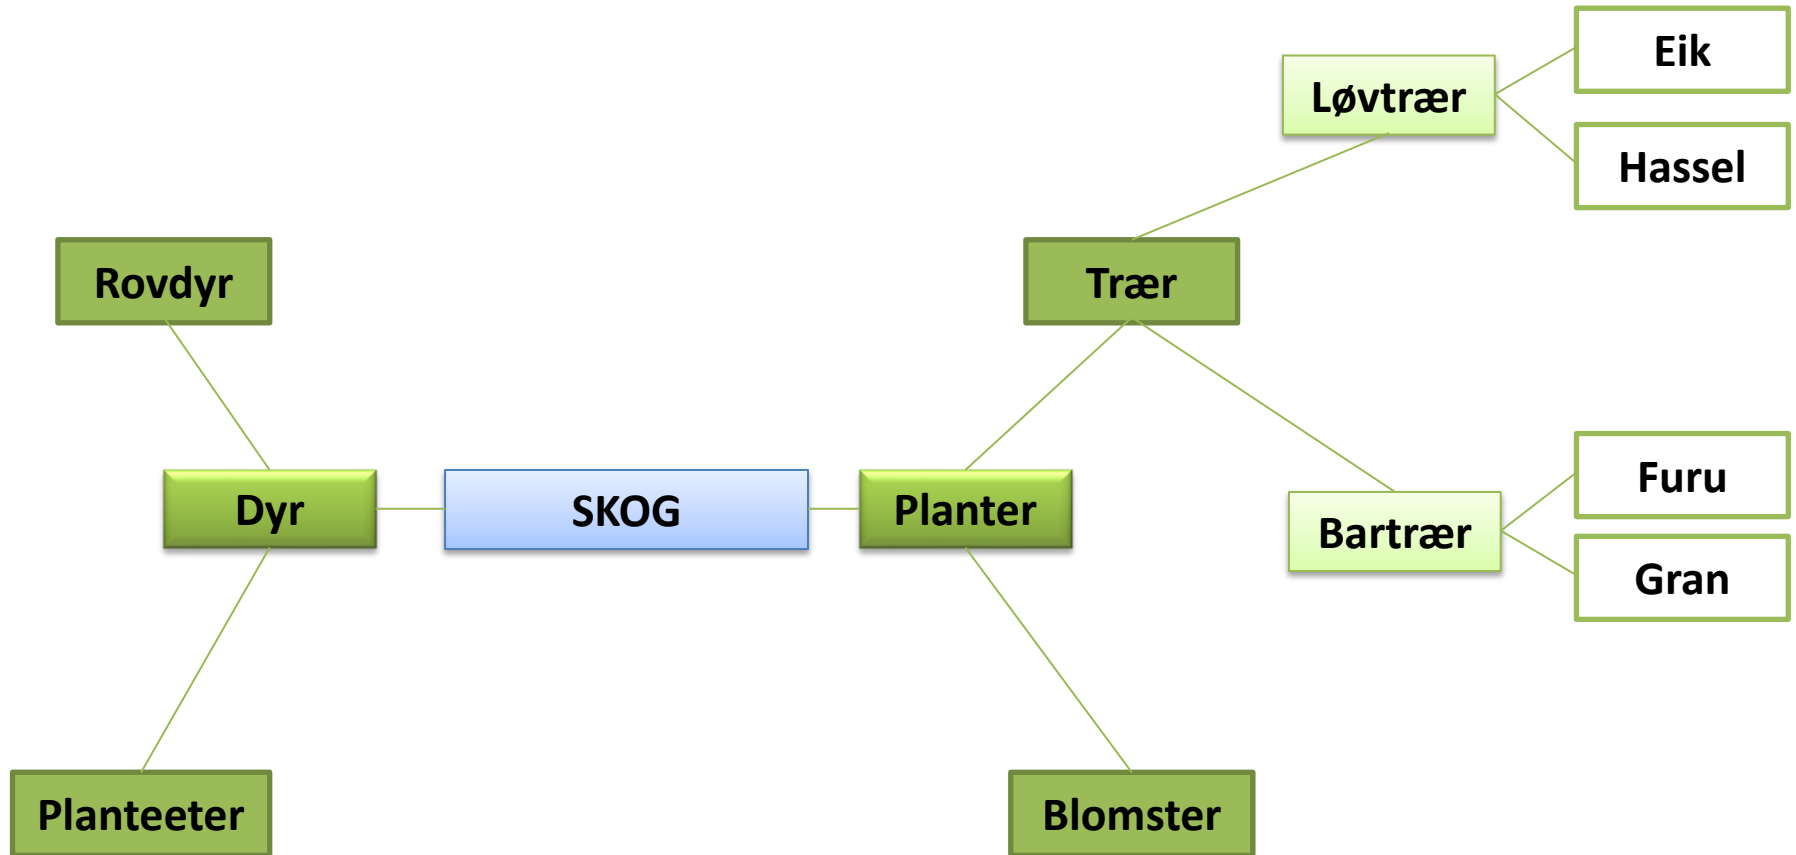 Eik
Løvtrær
Hassel
Rovdyr
Trær
Furu
Dyr
SKOG
Planter
Bartrær
Gran
Planteeter
Blomster